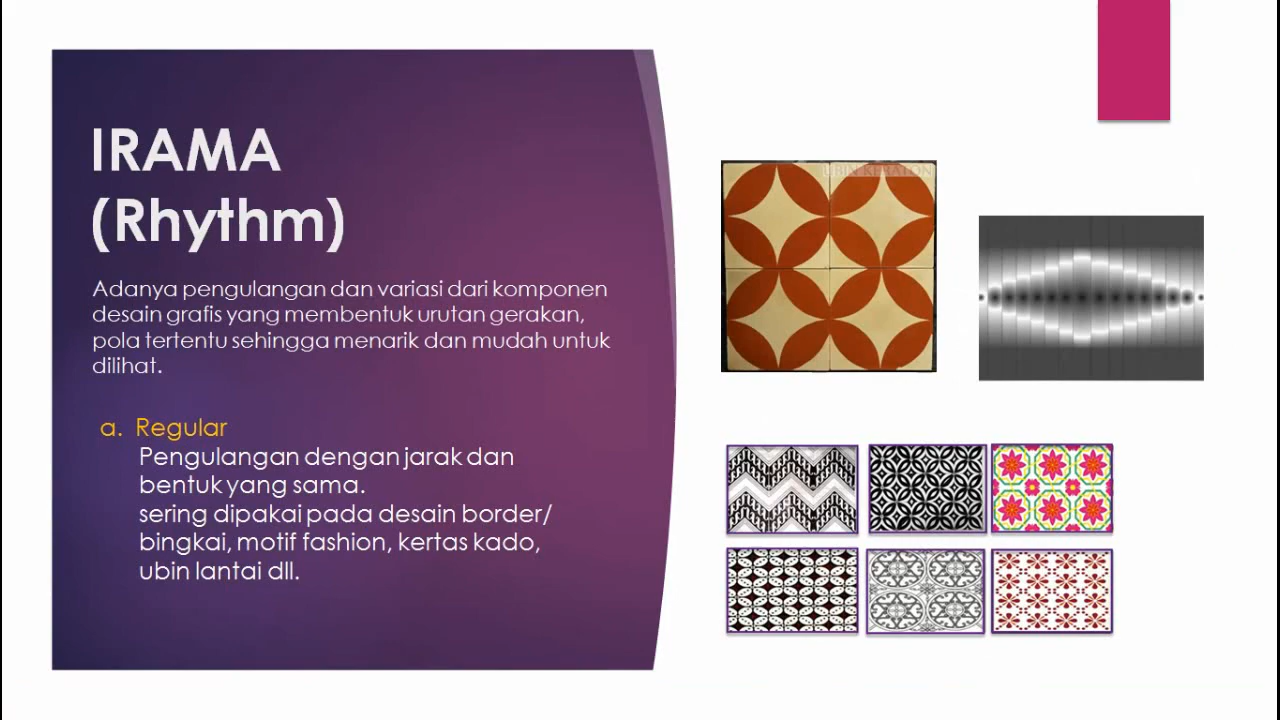 IRAMA
(Rhythm)
Adanya pengulangan dan variasi dari komponen
desain grafis yang membentuk urutan gerakan,
pola tertentu sehingga menarik dan mudah untuk
dilihat.
a. Regular
Pengulangan dengan jarak dan
bentuk yang sama.
sering dipakai pada desain border/
bingkai, motif fashion, kertas kado,
ubin lantai dll.
UBIN KERATON